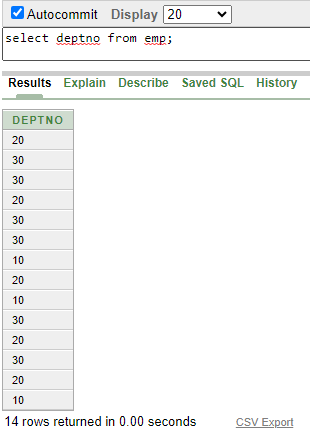 Autocommit Display 20
select deptno from emp;
Results Explain Describe Saved SQL History
DEPTNO
20
30
30
20
30
30
10
20
10
30
20
30
20
10
14 rows returned in 0.00 seconds CSV Export